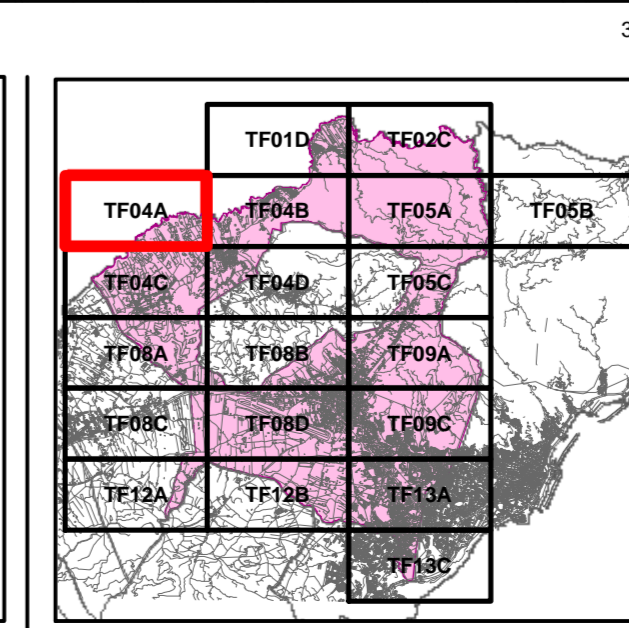 3
TF01D TF02C
TF04A TF04B TF05A TF05B
TF04C TF04D TF05C
TF08A TF08B TF09A
TF08C TF08D TF09C
TF12A TF12B TF13A
TF13C